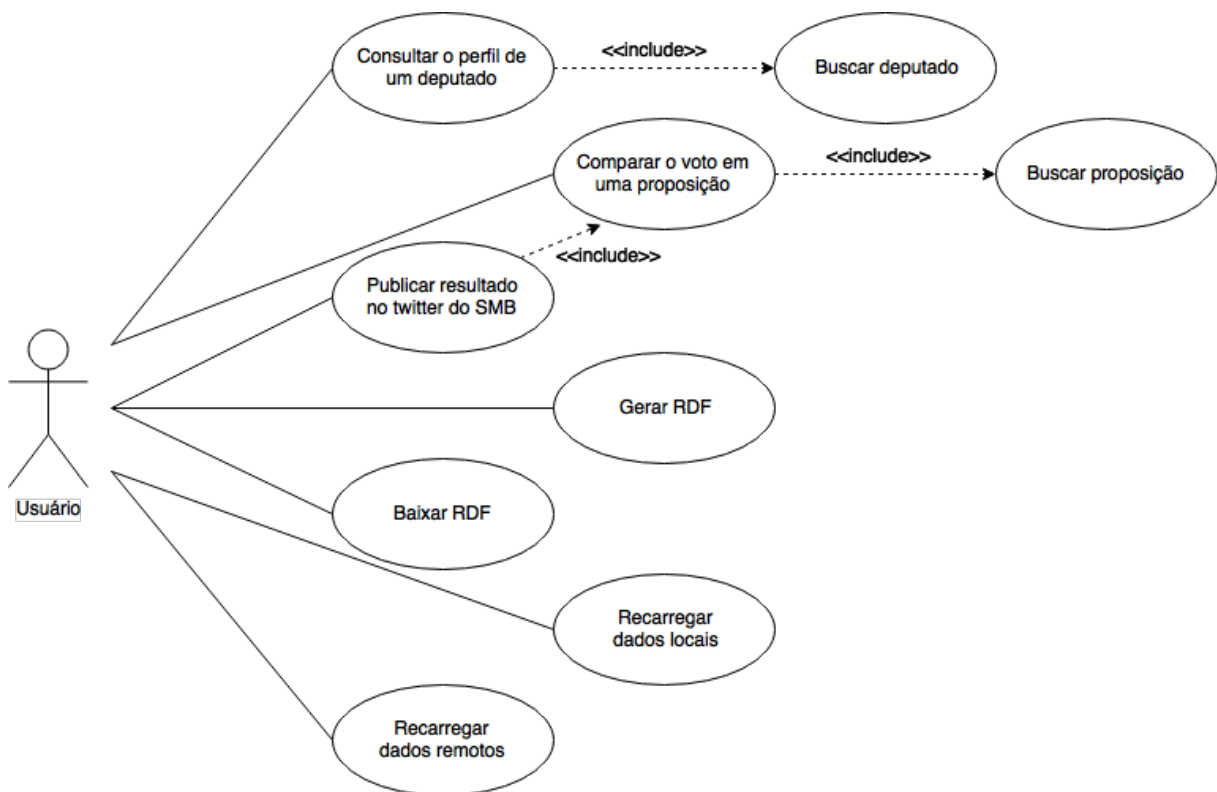 Consultar o perfil de
um deputado
<<include>>
Buscar deputado
Comparar o voto em
uma proposição
<<include>>
Buscar proposição
<<include>>
Publicar resultado
no twitter do SMB
Gerar RDF
Usuário
Baixar RDF
Recarregar
dados locais
Recarregar
dados remotos